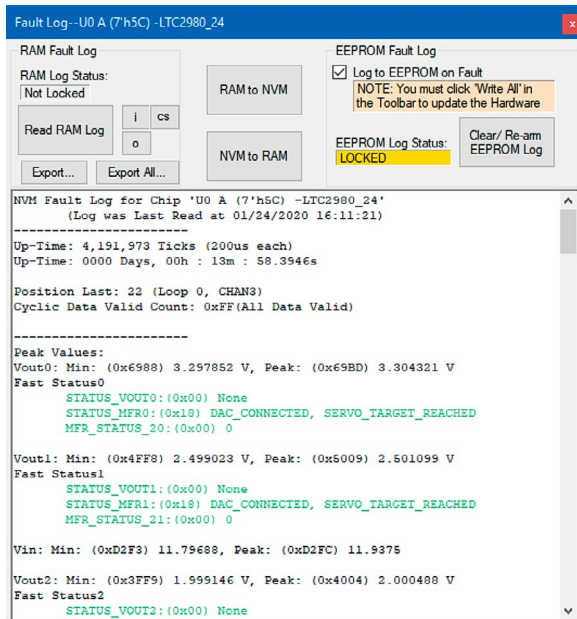 Fault Log--U0 A (7'h5C) -LTC2980_24
x
RAM Fault Log
RAM Log Status:
Not Locked
Read RAM Log
i
cs
o
Export...
Export All...
RAM to NVM
NVM to RAM
EEPROM Fault Log
Log to EEPROM on Fault
NOTE: You must click 'Write All' in
the Toolbar to update the Hardware
EEPROM Log Status:
LOCKED
Clear/ Re-arm
EEPROM Log
NVM Fault Log for Chip 'U0 A (7'h5C) -LTC2980_24'
(Log was Last Read at 01/24/2020 16:11:21)
------------------------
Up-Time: 4,191,973 Ticks (200us each)
Up-Time: 0000 Days, 00h : 13m : 58.3946s
Position Last: 22 (Loop 0, CHAN3)
Cyclic Data Valid Count: 0xFF(All Data Valid)
------------------------
Peak Values:
Vout0: Min: (0x6988) 3.297852 V, Peak: (0x69BD) 3.304321 V
Fast Status0
STATUS_VOUT0:(0x00) None
STATUS_MFR0:(0x18) DAC_CONNECTED, SERVO_TARGET_REACHED
MFR_STATUS_20:(0x00) 0
Vout1: Min: (0x4FF8) 2.499023 V, Peak: (0x5009) 2.501099 V
Fast Status1
STATUS_VOUT1:(0x00) None
STATUS_MFR1:(0x18) DAC_CONNECTED, SERVO_TARGET_REACHED
MFR_STATUS_21:(0x00) 0
Vin: Min: (0xD2F3) 11.79688, Peak: (0xD2FC) 11.9375
Vout2: Min: (0x3FF9) 1.999146 V, Peak: (0x4004) 2.000488 V
Fast Status2
STATUS_VOUT2:(0x00) None